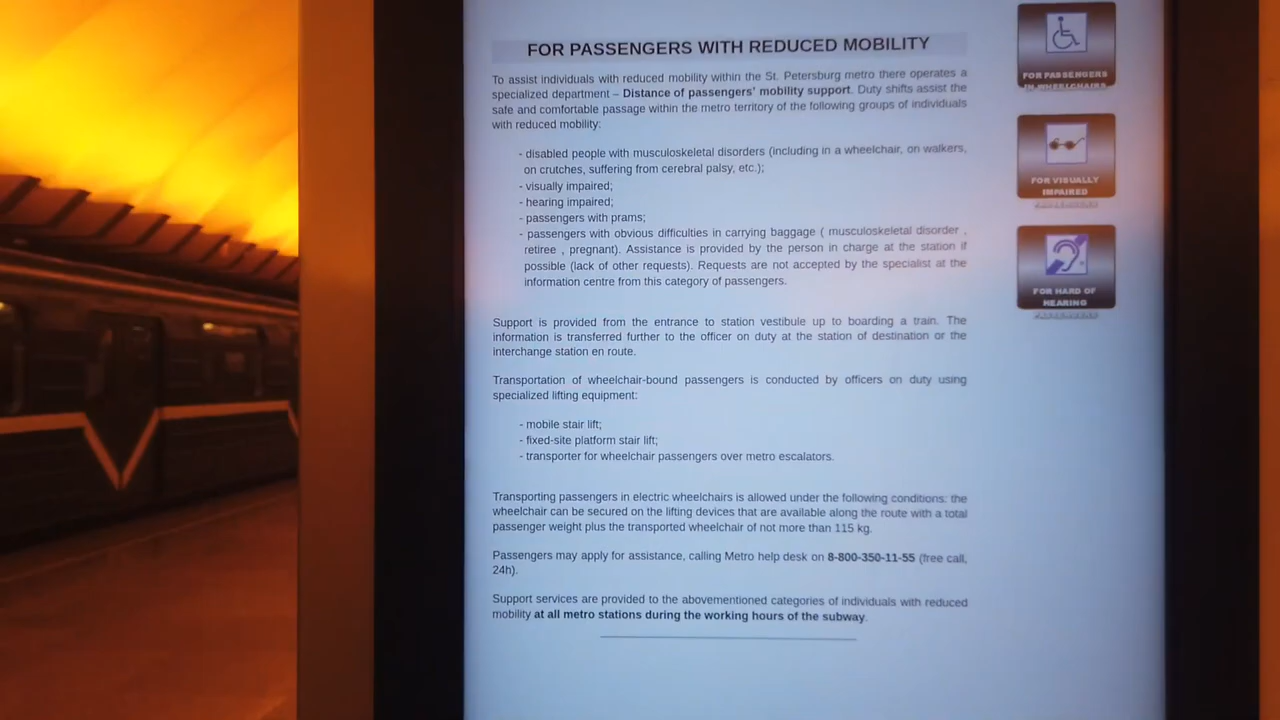 FOR PASSENGERS WITH REDUCED MOBILITY
To assist individuals with reduced mobility within the St. Petersburg metro there operates a
specialized department – Distance of passengers' mobility support. Duty shifts assist the
safe and comfortable passage within the metro territory of the following groups of individuals
with reduced mobility:
- disabled people with musculoskeletal disorders (including in a wheelchair, on walkers,
on crutches, suffering from cerebral palsy, etc.);
- visually impaired;
- hearing impaired;
- passengers with prams;
- passengers with obvious difficulties in carrying baggage ( musculoskeletal disorder ,
retiree , pregnant). Assistance is provided by the person in charge at the station if
possible (lack of other requests). Requests are not accepted by the specialist at the
information centre from this category of passengers.
Support is provided from the entrance to station vestibule up to boarding a train. The
information is transferred further to the officer on duty at the station of destination or the
interchange station en route.
Transportation of wheelchair-bound passengers is conducted by officers on duty using
specialized lifting equipment:
- mobile stair lift;
- fixed-site platform stair lift;
- transporter for wheelchair passengers over metro escalators.
Transporting passengers in electric wheelchairs is allowed under the following conditions: the
wheelchair can be secured on the lifting devices that are available along the route with a total
passenger weight plus the transported wheelchair of not more than 115 kg.
Passengers may apply for assistance, calling Metro help desk on 8-800-350-11-55 (free call,
24h).
Support services are provided to the abovementioned categories of individuals with reduced
mobility at all metro stations during the working hours of the subway.
FOR PASSENGERS
IN WHEELCHAIRS
FOR VISUALLY
IMPAIRED
PASSENGERS
FOR HARD OF
HEARING
PASSENGERS